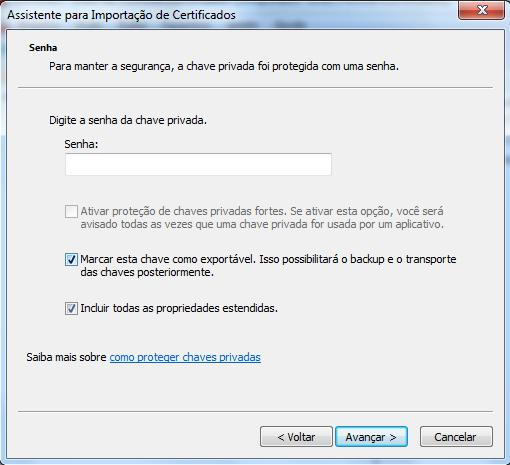 Assistente para Importação de Certificados
Senha
Para manter a segurança, a chave privada foi protegida com uma senha.
Digite a senha da chave privada.
Senha:
Ativar proteção de chaves privadas fortes. Se ativar esta opção, você será
avisado todas as vezes que uma chave privada for usada por um aplicativo.
Marcar esta chave como exportável. Isso possibilitará o backup e o transporte
das chaves posteriormente.
Incluir todas as propriedades estendidas.
Saiba mais sobre como proteger chaves privadas
< Voltar Avançar > Cancelar